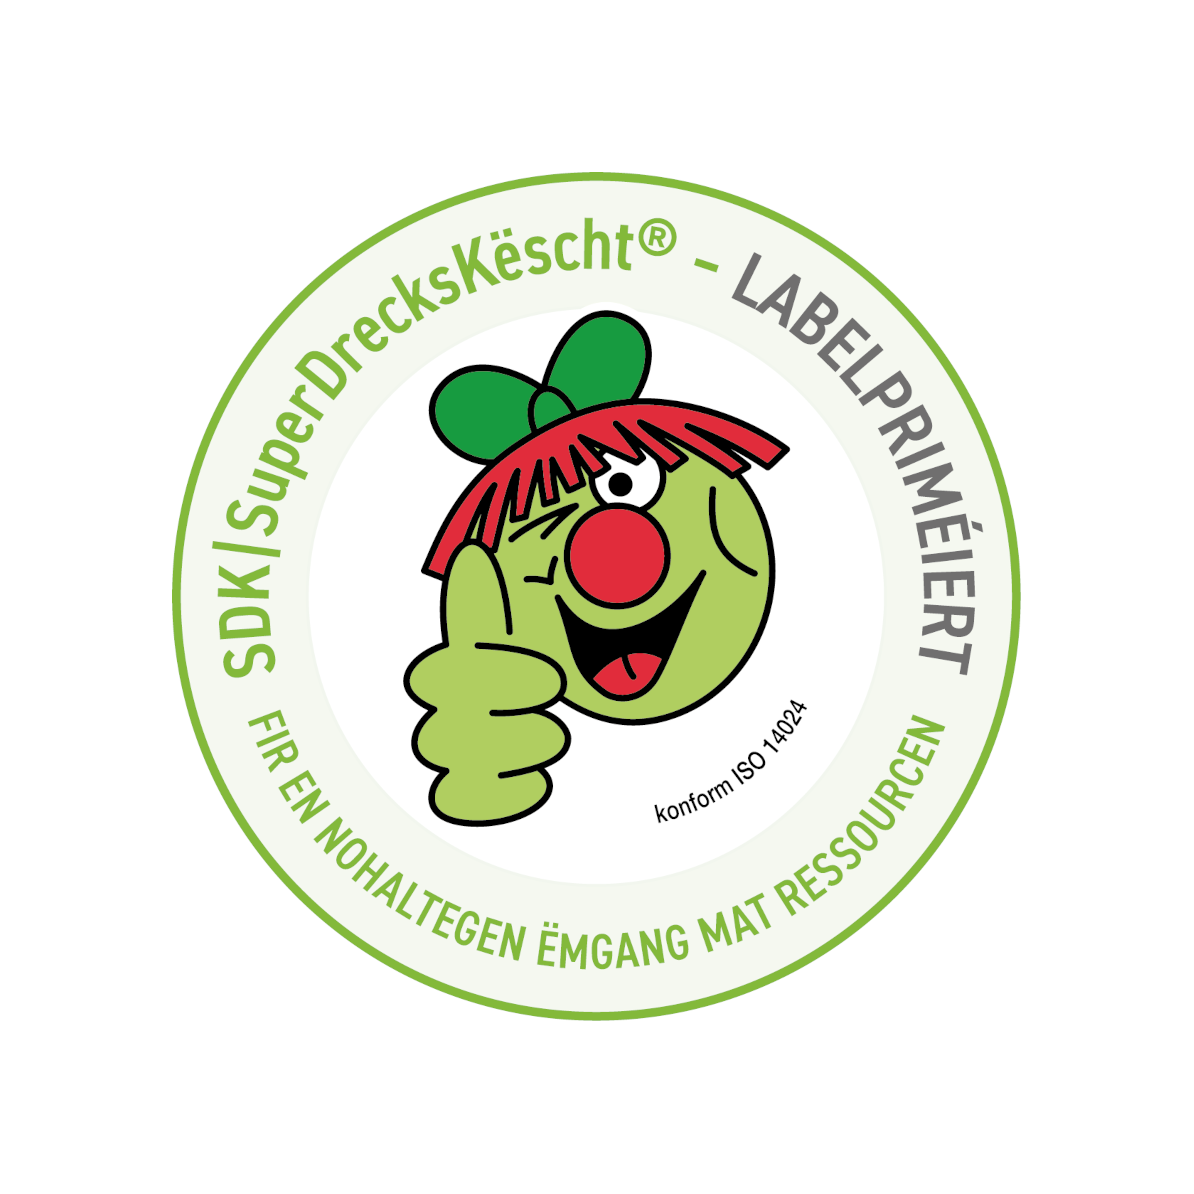 SDK|SuperDrecksKëscht® – LABELPRIMÉIERT
konform ISO 14024
FIR EN NOHALTEGEN ËMGANG MAT RESSOURCEN